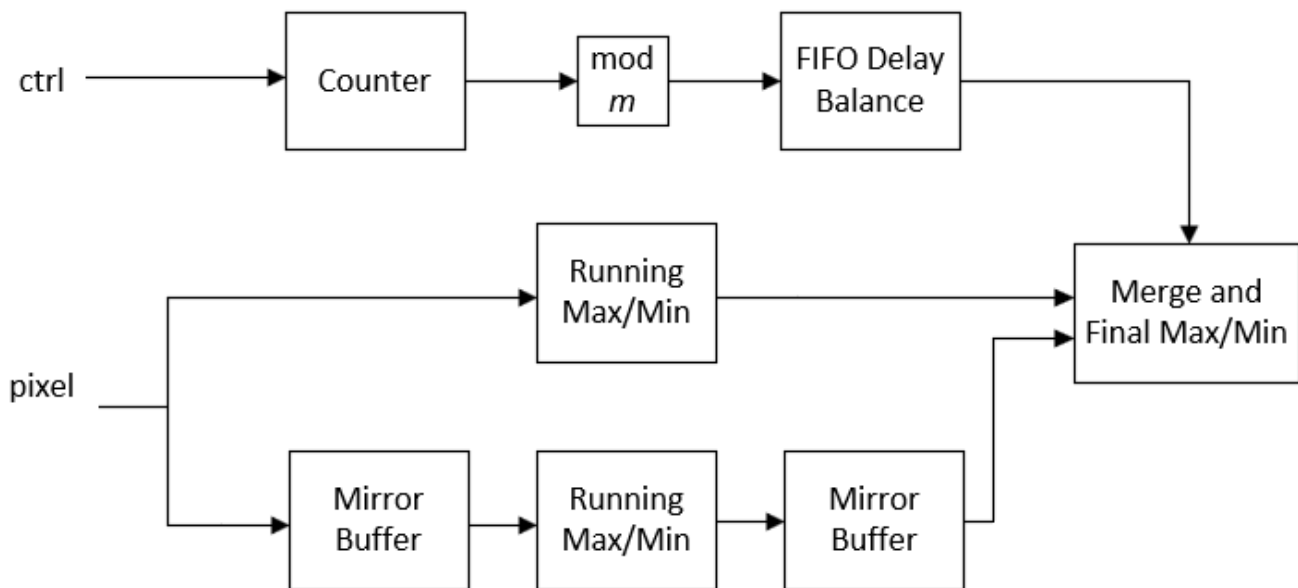 ctrl
Counter
mod
m
FIFO Delay
Balance
Running
Max/Min
Merge and
Final Max/Min
pixel
Mirror
Buffer
Running
Max/Min
Mirror
Buffer